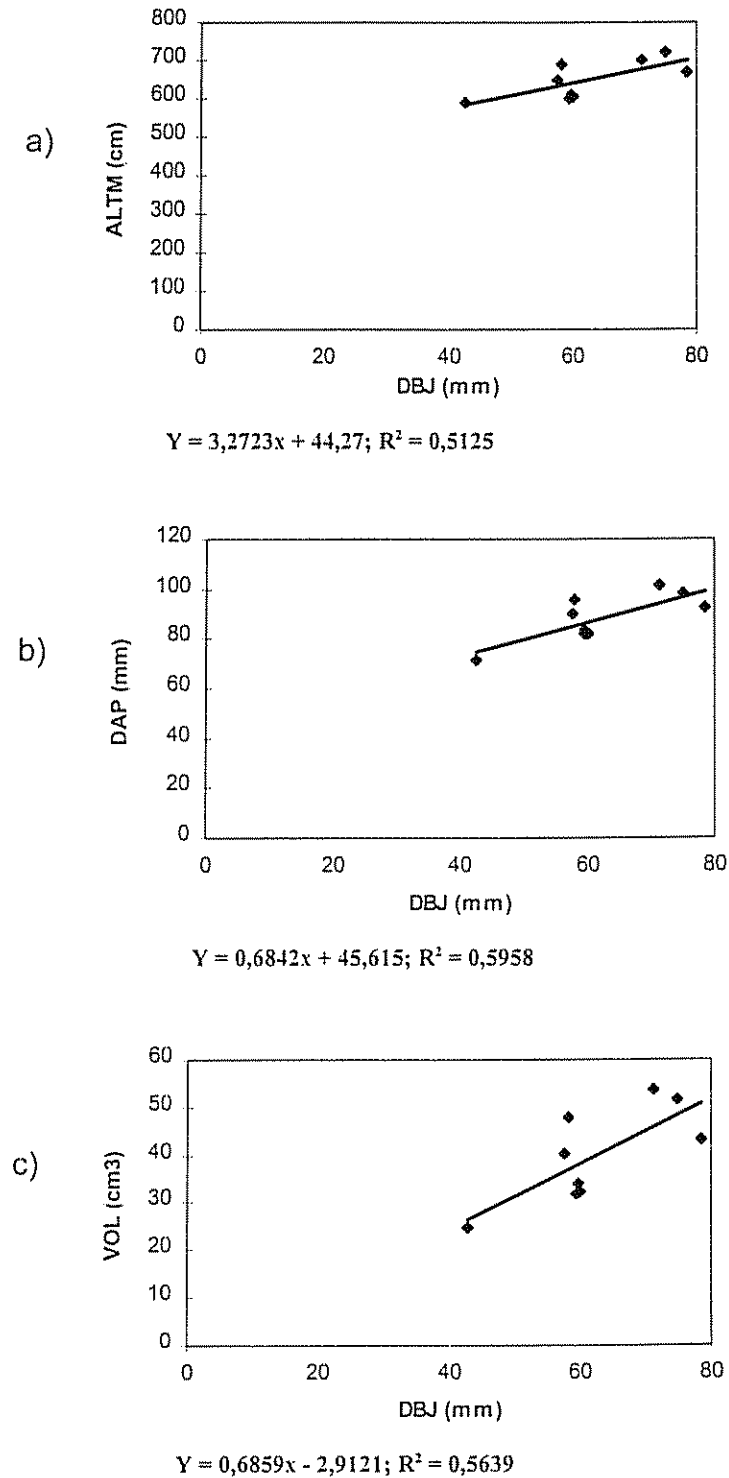 a)
ALTM (cm)
800
700
600
500
400
300
200
100
0
0 20 40 60 80
DBJ (mm)
Y = 3,2723x + 44,27; R² = 0,5125
b)
DAP (mm)
120
100
80
60
40
20
0
0 20 40 60 80
DBJ (mm)
Y = 0,6842x + 45,615; R² = 0,5958
c)
VOL (cm3)
60
50
40
30
20
10
0
0 20 40 60 80
DBJ (mm)
Y = 0,6859x - 2,9121; R² = 0,5639